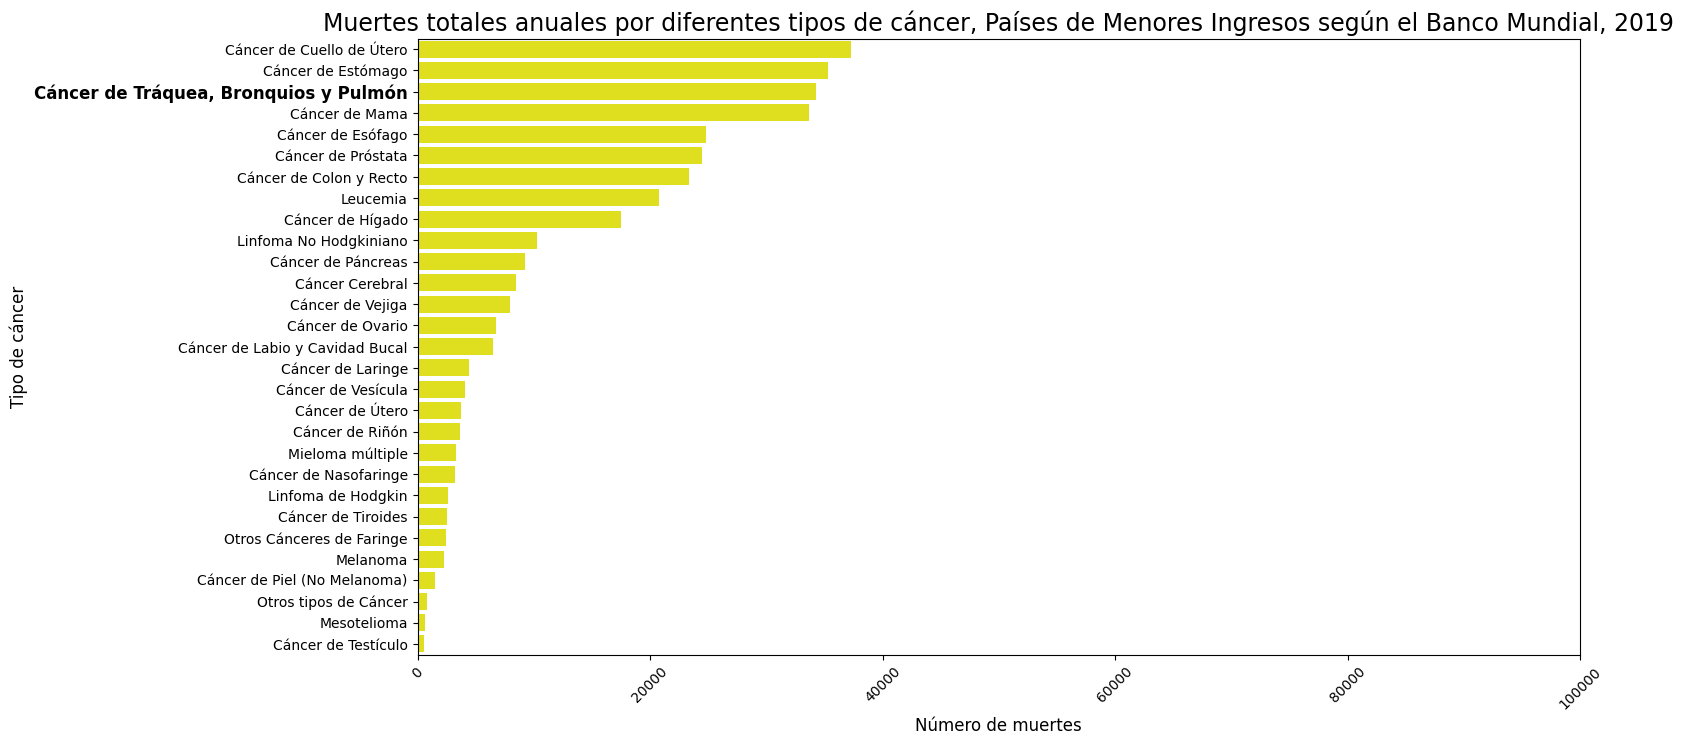 Muertes totales anuales por diferentes tipos de cáncer, Países de Menores Ingresos según el Banco Mundial, 2019
Tipo de cáncer
Cáncer de Cuello de Útero
Cáncer de Estómago
Cáncer de Tráquea, Bronquios y Pulmón
Cáncer de Mama
Cáncer de Esófago
Cáncer de Próstata
Cáncer de Colon y Recto
Leucemia
Cáncer de Hígado
Linfoma No Hodgkiniano
Cáncer de Páncreas
Cáncer Cerebral
Cáncer de Vejiga
Cáncer de Ovario
Cáncer de Labio y Cavidad Bucal
Cáncer de Laringe
Cáncer de Vesícula
Cáncer de Útero
Cáncer de Riñón
Mieloma múltiple
Cáncer de Nasofaringe
Linfoma de Hodgkin
Cáncer de Tiroides
Otros Cánceres de Faringe
Melanoma
Cáncer de Piel (No Melanoma)
Otros tipos de Cáncer
Mesotelioma
Cáncer de Testículo
0
20000
40000
60000
80000
100000
Número de muertes